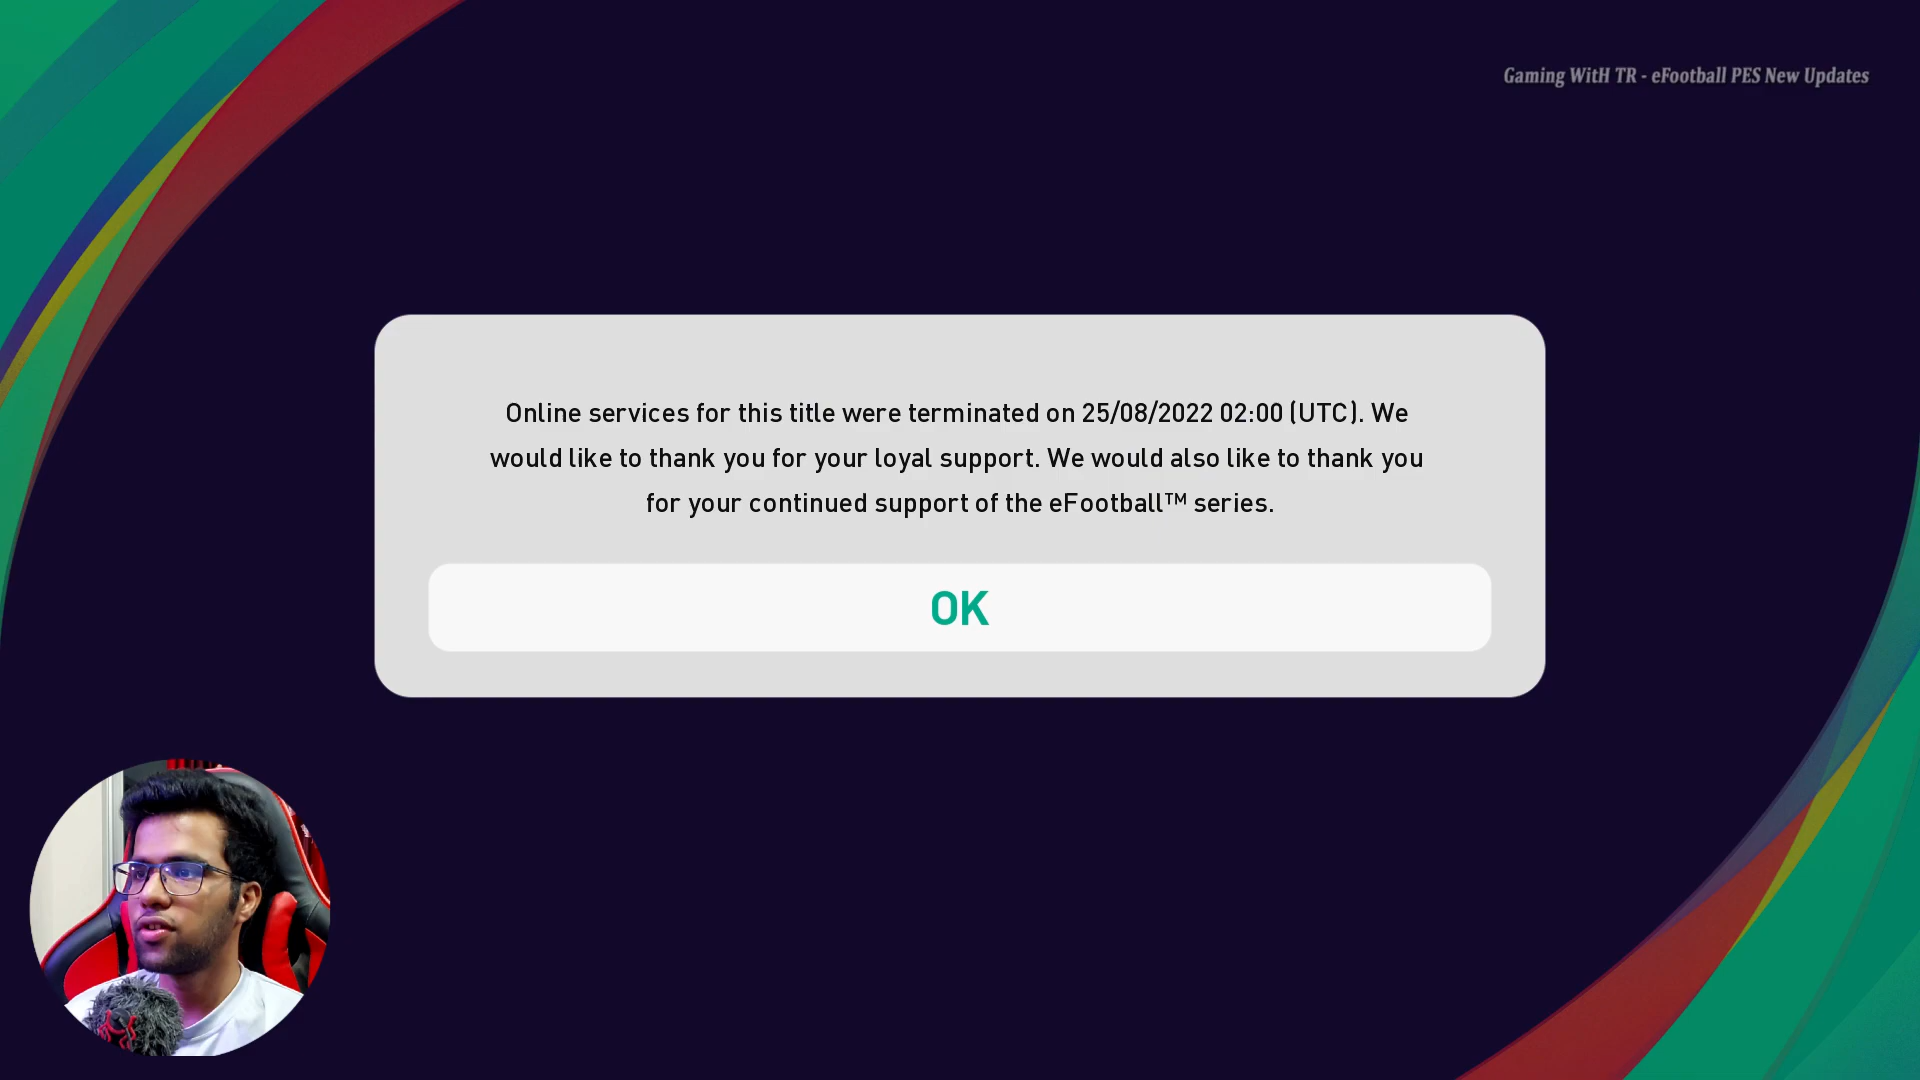 Gaming WitH TR - eFootball PES New Updates
Online services for this title were terminated on 25/08/2022 02:00 (UTC). We
would like to thank you for your loyal support. We would also like to thank you
for your continued support of the eFootball™ series.
OK